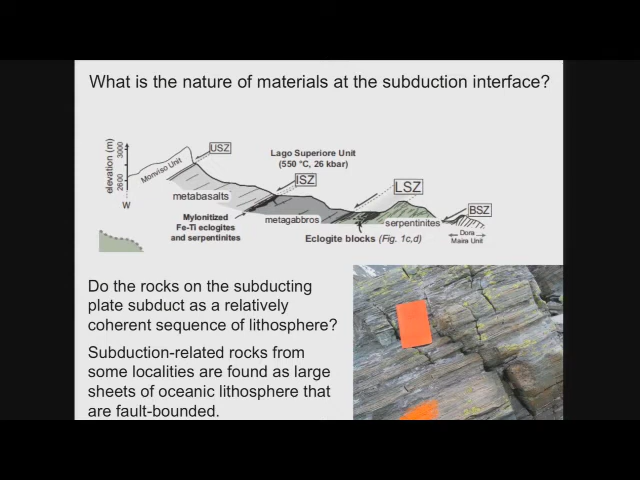 What is the nature of materials at the subduction interface?
elevation (m)
3000
2600
W
Monviso Unit
USZ
Lago Superiore Unit
(550 °C, 26 kbar)
ISZ
LSZ
BSZ
metabasalts
Mylonitized
Fe-Ti eclogites
and serpentinites
metagabbros
serpentinites
Eclogite blocks (Fig. 1c,d)
Dora
Maira Unit
Do the rocks on the subducting
plate subduct as a relatively
coherent sequence of lithosphere?
Subduction-related rocks from
some localities are found as large
sheets of oceanic lithosphere that
are fault-bounded.